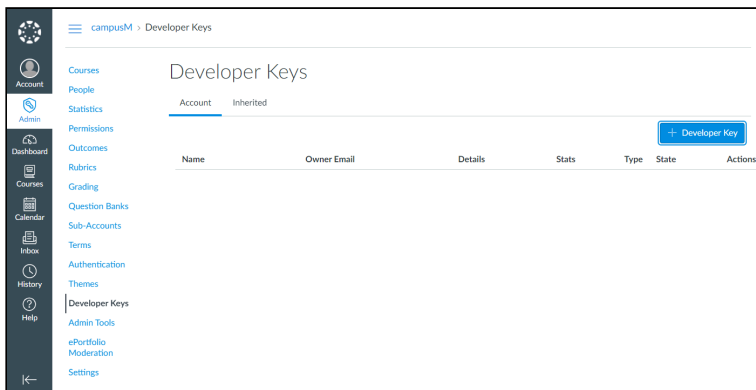 campusM > Developer Keys
Account
Admin
Dashboard
Courses
Calendar
Inbox
History
Help
Courses
People
Statistics
Permissions
Outcomes
Rubrics
Grading
Question Banks
Sub-Accounts
Terms
Authentication
Themes
Developer Keys
Admin Tools
ePortfolio
Moderation
Settings
Developer Keys
Account Inherited
+ Developer Key
Name Owner Email Details Stats Type State Actions